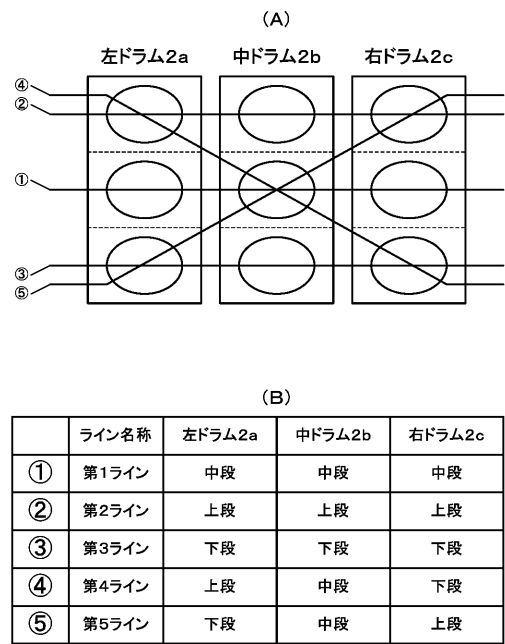 (A)
左ドラム2a 中ドラム2b 右ドラム2c
④
②
①
③
⑤
(B)
ライン名称 左ドラム2a 中ドラム2b 右ドラム2c
① 第1ライン 中段 中段 中段
② 第2ライン 上段 上段 上段
③ 第3ライン 下段 下段 下段
④ 第4ライン 上段 中段 下段
⑤ 第5ライン 下段 中段 上段